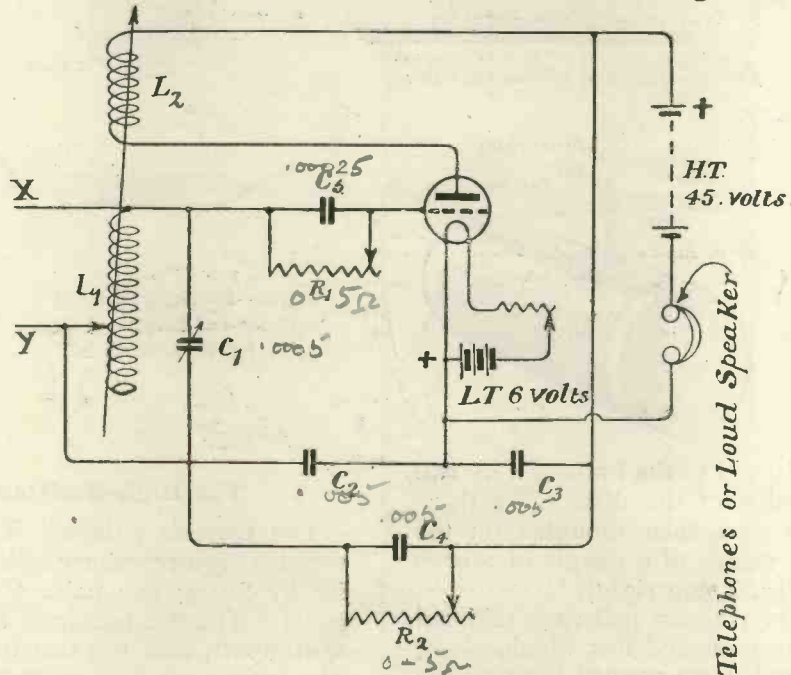 L₂
.00025
C₅
X
+
H.T.
45. volts.
R₁
0 5Ω
L₁
Y
C₁ .0005
+
LT 6 volts
C₂
.005
C₃
.005
.005
C₄
R₂
0-5Ω
Telephones or Loud Speaker